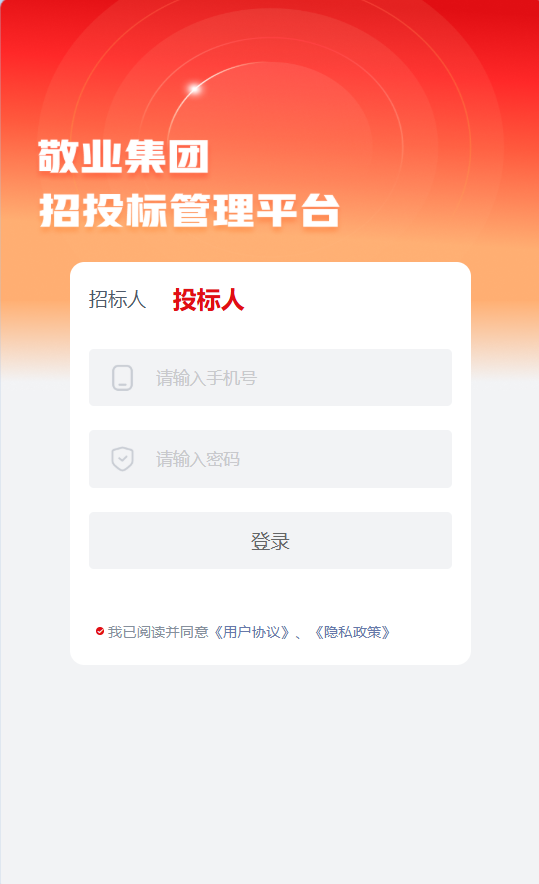 敬业集团
招投标管理平台
招标人 投标人
请输入手机号
请输入密码
登录
我已阅读并同意《用户协议》、《隐私政策》